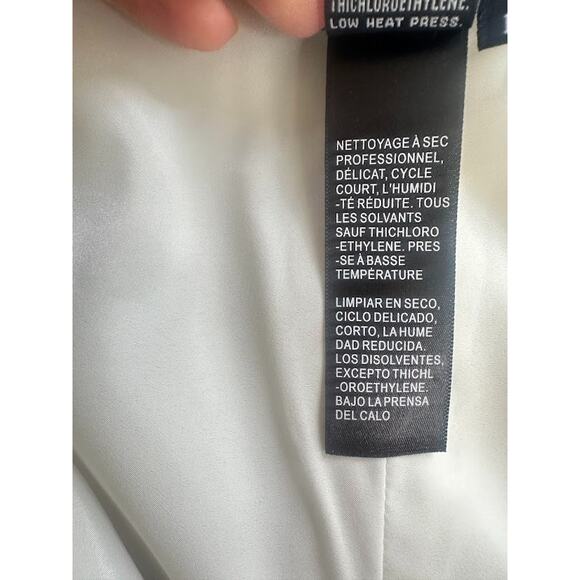 THICHLOROETHYLENE.
LOW HEAT PRESS.
NETTOYAGE À SEC
PROFESSIONNEL,
DÉLICAT, CYCLE
COURT, L'HUMIDI
-TÉ RÉDUITE. TOUS
LES SOLVANTS
SAUF THICHLORO
-ETHYLENE. PRES
-SE À BASSE
TEMPÉRATURE
LIMPIAR EN SECO,
CICLO DELICADO,
CORTO, LA HUME
DAD REDUCIDA.
LOS DISOLVENTES,
EXCEPTO THICHL
-OROETHYLENE.
BAJO LA PRENSA
DEL CALO